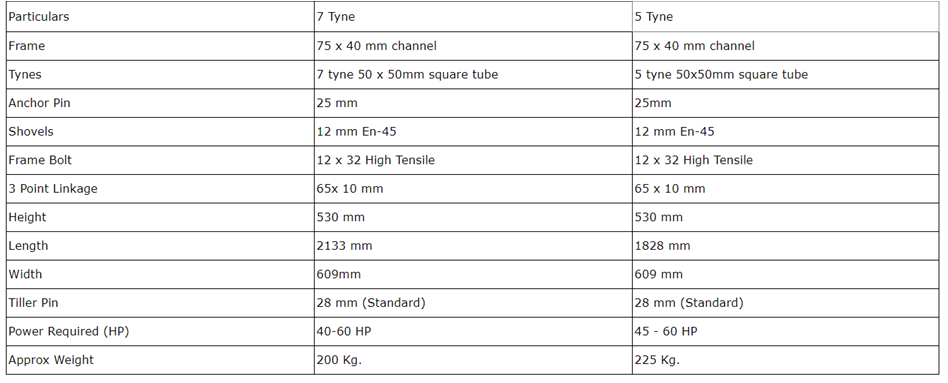 Particulars 7 Tyne 5 Tyne
Frame 75 x 40 mm channel 75 x 40 mm channel
Tynes 7 tyne 50 x 50mm square tube 5 tyne 50x50mm square tube
Anchor Pin 25 mm 25mm
Shovels 12 mm En-45 12 mm En-45
Frame Bolt 12 x 32 High Tensile 12 x 32 High Tensile
3 Point Linkage 65x 10 mm 65 x 10 mm
Height 530 mm 530 mm
Length 2133 mm 1828 mm
Width 609mm 609 mm
Tiller Pin 28 mm (Standard) 28 mm (Standard)
Power Required (HP) 40-60 HP 45 - 60 HP
Approx Weight 200 Kg. 225 Kg.